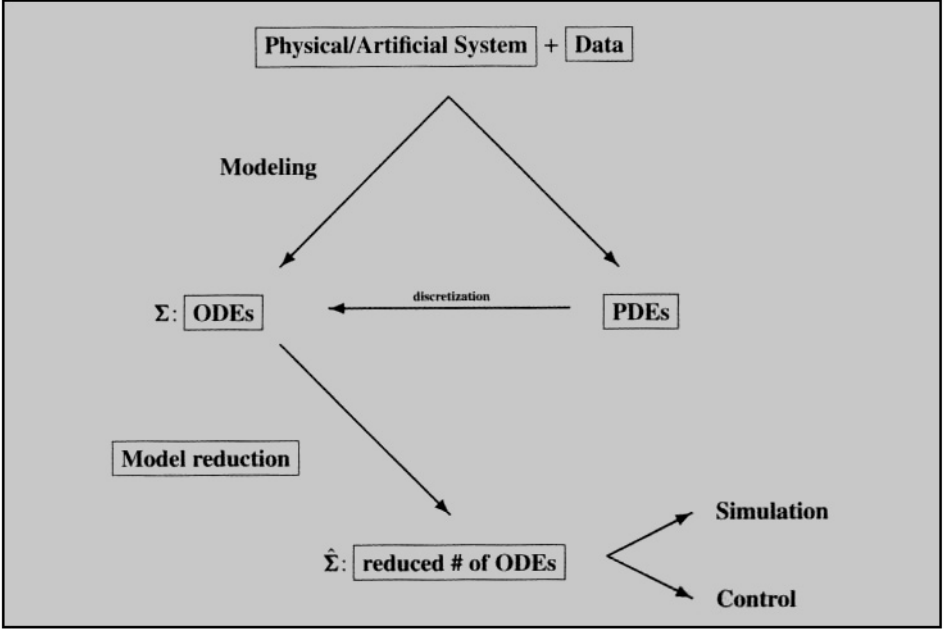 Physical/Artificial System + Data
Modeling
discretization
Σ: ODEs
PDEs
Model reduction
Simulation
Σ̂: reduced # of ODEs
Control